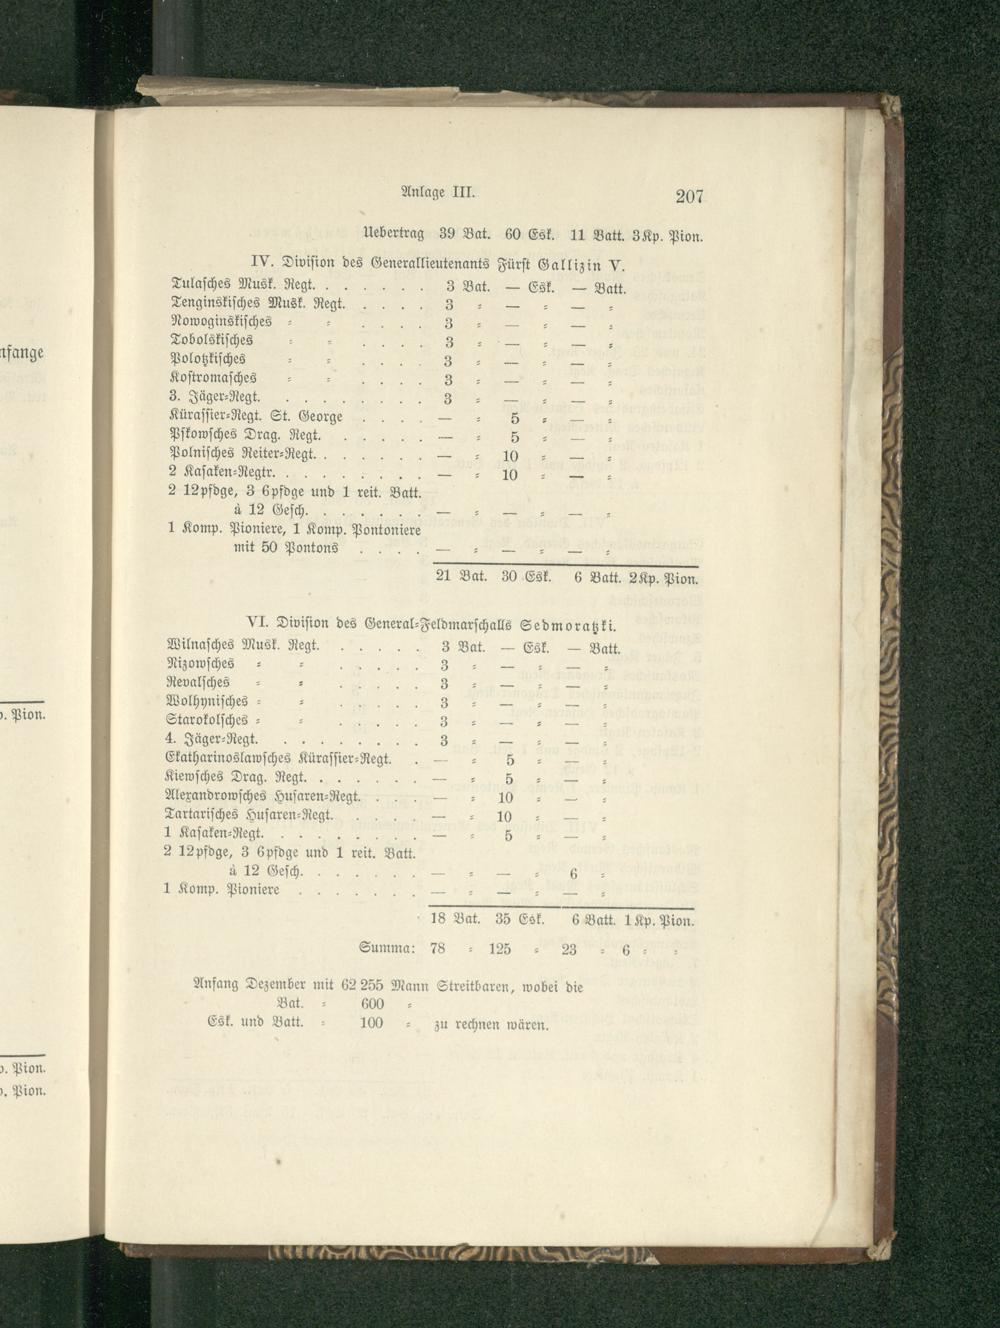 Anlage III.
207
Uebertrag 39 Bat. 60 Esk. 11 Batt. 3 Kp. Pion.
IV. Division des Generallieutenants Fürst Gallizin V.
Tulasches Musk. Regt. . . . . . . 3 Bat. — Esk. — Batt.
Tenginskisches Musk. Regt. . . . . 3 = — = — =
Nowoginskisches = = . . . . 3 = — = — =
Tobolskisches = = . . . . 3 = — = — =
Polotzkisches = = . . . . 3 = — = — =
Kostromasches = = . . . . 3 = — = — =
3. Jäger=Regt. . . . . . . . . 3 = — = — =
Kürassier=Regt. St. George . . . . — = 5 = — =
Pskowsches Drag. Regt. . . . . . . — = 5 = — =
Polnisches Reiter=Regt. . . . . . . — = 10 = — =
2 Kasaken=Regtr. . . . . . . . . — = 10 = — =
2 12pfdge, 3 6pfdge und 1 reit. Batt.
à 12 Gesch. . . . . . . — = — = — =
1 Komp. Pioniere, 1 Komp. Pontoniere
mit 50 Pontons . . . . — = — = — =
21 Bat. 30 Esk. 6 Batt. 2 Kp. Pion.
VI. Division des General=Feldmarschalls Sedmoratzki.
Wilnasches Musk. Regt. . . . . . 3 Bat. — Esk. — Batt.
Nizowsches = = . . . . . 3 = — = — =
Revalsches = = . . . . . 3 = — = — =
Wolhynisches = = . . . . . 3 = — = — =
Starokolsches = = . . . . . 3 = — = — =
4. Jäger=Regt. . . . . . . . . 3 = — = — =
Ekatharinoslawsches Kürassier=Regt. . — = 5 = — =
Kiewsches Drag. Regt. . . . . . . — = 5 = — =
Alexandrowsches Husaren=Regt. . . . — = 10 = — =
Tartarisches Husaren=Regt. . . . . — = 10 = — =
1 Kasaken=Regt. . . . . . . . . — = 5 = — =
2 12pfdge, 3 6pfdge und 1 reit. Batt.
à 12 Gesch. . . . . . . — = — = 6 =
1 Komp. Pioniere . . . . . . — = — = — =
18 Bat. 35 Esk. 6 Batt. 1 Kp. Pion.
Summa: 78 = 125 = 23 = 6 = =
Anfang Dezember mit 62 255 Mann Streitbaren, wobei die
Bat. = 600 =
Esk. und Batt. = 100 = zu rechnen wären.
nfange
p. Pion.
p. Pion.
p. Pion.